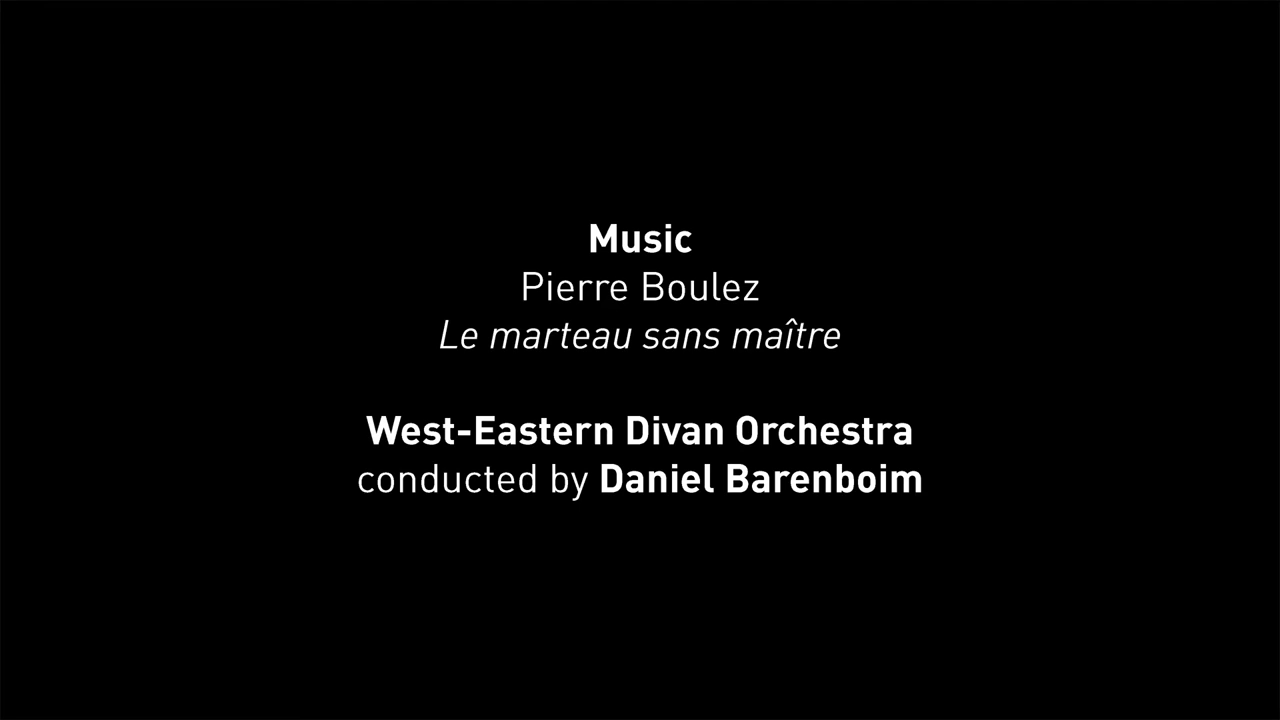 Music
Pierre Boulez
Le marteau sans maître
West-Eastern Divan Orchestra
conducted by Daniel Barenboim